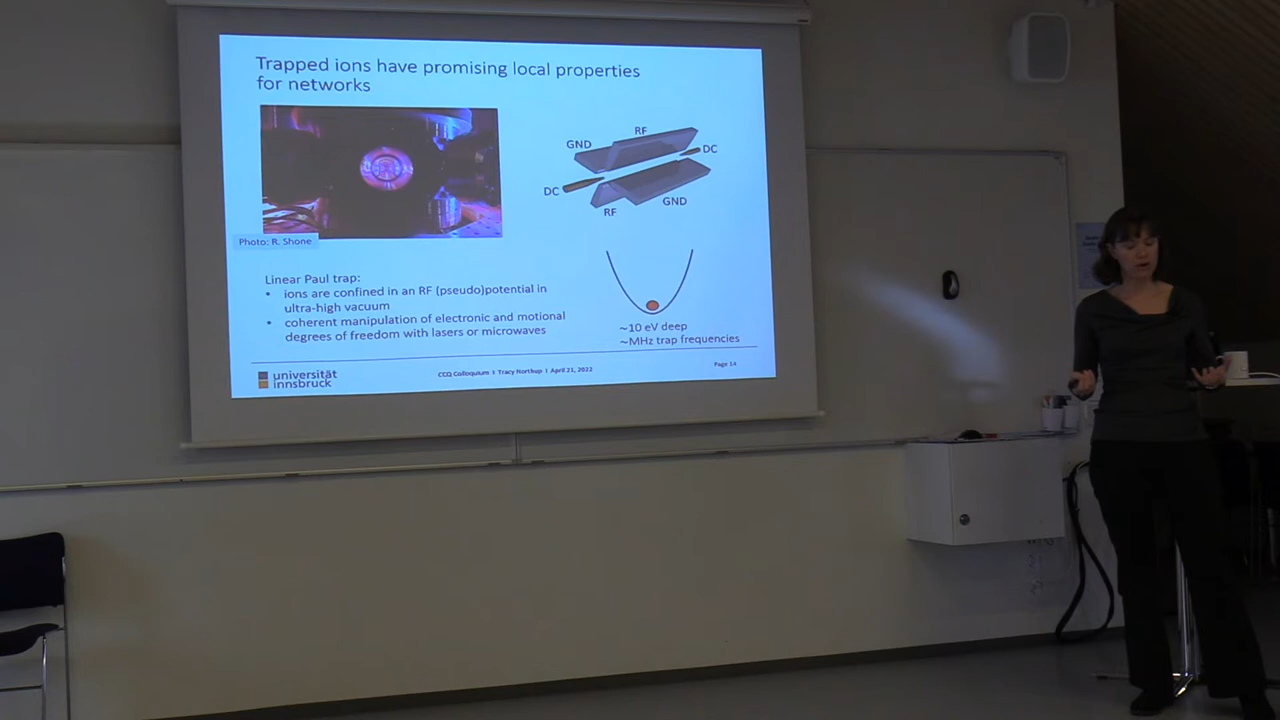 Trapped ions have promising local properties
for networks
RF
GND
DC
DC
GND
RF
Photo: R. Shone
Linear Paul trap:
• ions are confined in an RF (pseudo)potential in
ultra-high vacuum
• coherent manipulation of electronic and motional
degrees of freedom with lasers or microwaves
~10 eV deep
~MHz trap frequencies
universität
innsbruck
CCQ Colloquium I Tracy Northup I April 21, 2022
Page 14